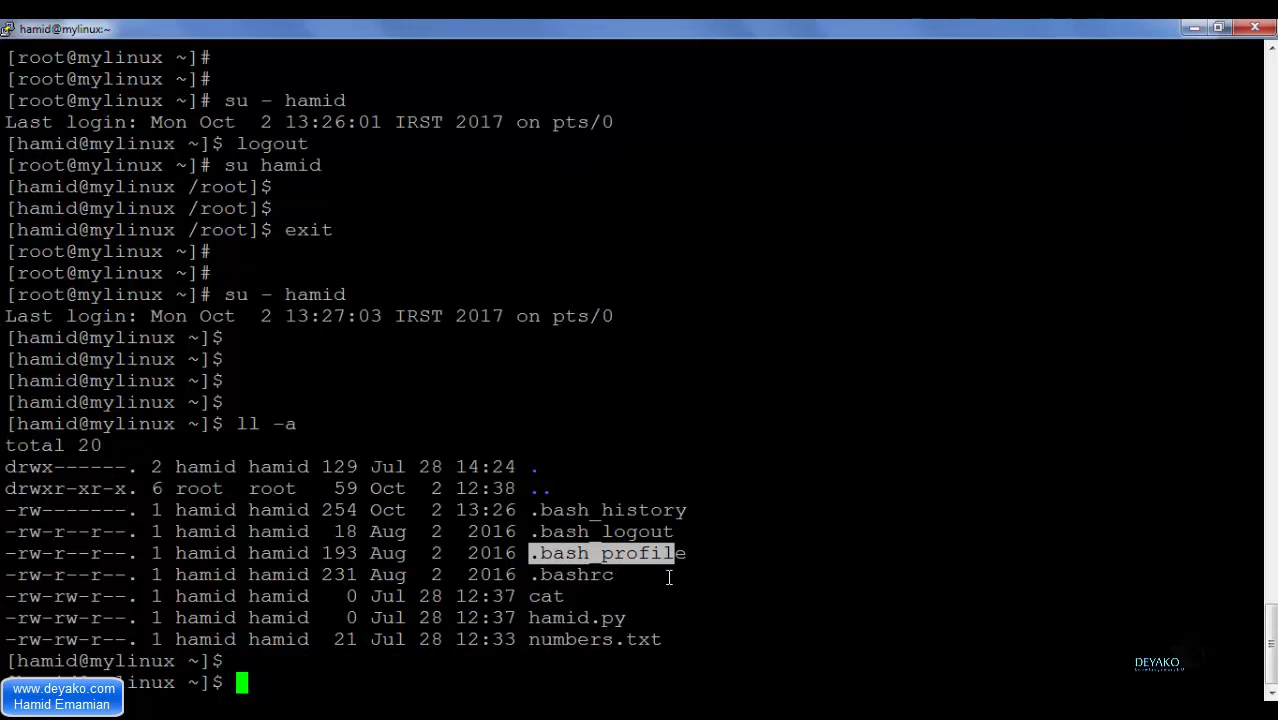 hamid@mylinux:~
[root@mylinux ~]#
[root@mylinux ~]#
[root@mylinux ~]# su - hamid
Last login: Mon Oct  2 13:26:01 IRST 2017 on pts/0
[hamid@mylinux ~]$ logout
[root@mylinux ~]# su hamid
[hamid@mylinux /root]$
[hamid@mylinux /root]$
[hamid@mylinux /root]$ exit
[root@mylinux ~]#
[root@mylinux ~]#
[root@mylinux ~]# su - hamid
Last login: Mon Oct  2 13:27:03 IRST 2017 on pts/0
[hamid@mylinux ~]$
[hamid@mylinux ~]$
[hamid@mylinux ~]$
[hamid@mylinux ~]$
[hamid@mylinux ~]$ ll -a
total 20
drwx------. 2 hamid hamid 129 Jul 28 14:24 .
drwxr-xr-x. 6 root  root   59 Oct  2 12:38 ..
-rw-------. 1 hamid hamid 254 Oct  2 13:26 .bash_history
-rw-r--r--. 1 hamid hamid  18 Aug  2  2016 .bash_logout
-rw-r--r--. 1 hamid hamid 193 Aug  2  2016 .bash_profile
-rw-r--r--. 1 hamid hamid 231 Aug  2  2016 .bashrc
-rw-rw-r--. 1 hamid hamid   0 Jul 28 12:37 cat
-rw-rw-r--. 1 hamid hamid   0 Jul 28 12:37 hamid.py
-rw-rw-r--. 1 hamid hamid  21 Jul 28 12:33 numbers.txt
[hamid@mylinux ~]$
[hamid@mylinux ~]$
DEYAKO
www.deyako.com
Hamid Emamian